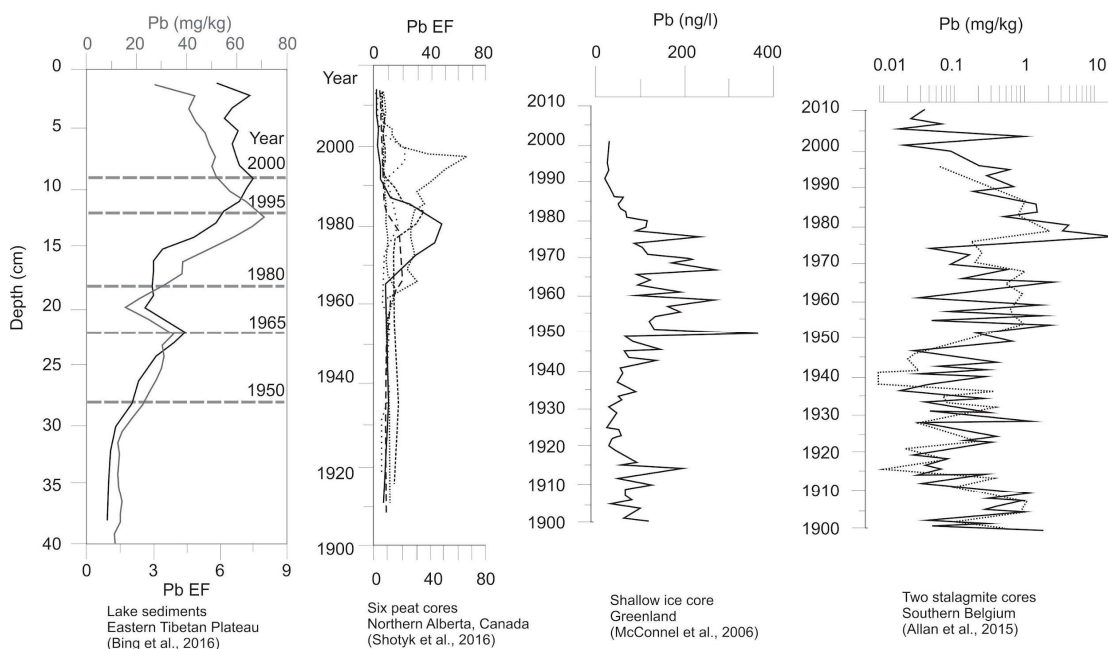 Pb (mg/kg)
0 20 40 60 80
0
5
10
15
20
25
30
35
40
Depth (cm)
Year
2000
1995
1980
1965
1950
0 3 6 9
Pb EF
Lake sediments
Eastern Tibetan Plateau
(Bing et al., 2016)
Pb EF
0 40 80
Year
2000
1980
1960
1940
1920
1900
0 40 80
Six peat cores
Northern Alberta, Canada
(Shotyk et al., 2016)
Pb (ng/l)
0 200 400
2010
2000
1990
1980
1970
1960
1950
1940
1930
1920
1910
1900
Shallow ice core
Greenland
(McConnel et al., 2006)
Pb (mg/kg)
0.01 0.1 1 10
2010
2000
1990
1980
1970
1960
1950
1940
1930
1920
1910
1900
Two stalagmite cores
Southern Belgium
(Allan et al., 2015)